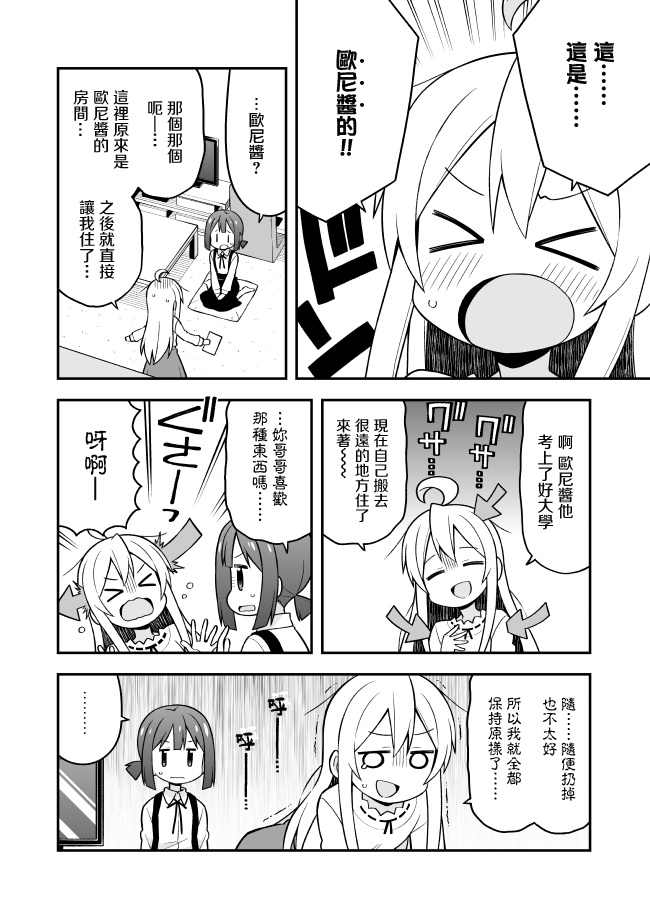 這……
這是……
歐尼醬的!!
ドドン
…歐尼醬?
那個那個
呃——…
這裡原來是
歐尼醬的
房間…
之後就直接
讓我住了…
啊 歐尼醬他
考上了好大學
グサ…
グサ…
現在自己搬去
很遠的地方住了
來著～～
…妳哥哥喜歡
那種東西嗎……
ぐさーっ
呀啊—
隨……隨便扔掉
也不太好
所以我就全都
保持原樣了……
……